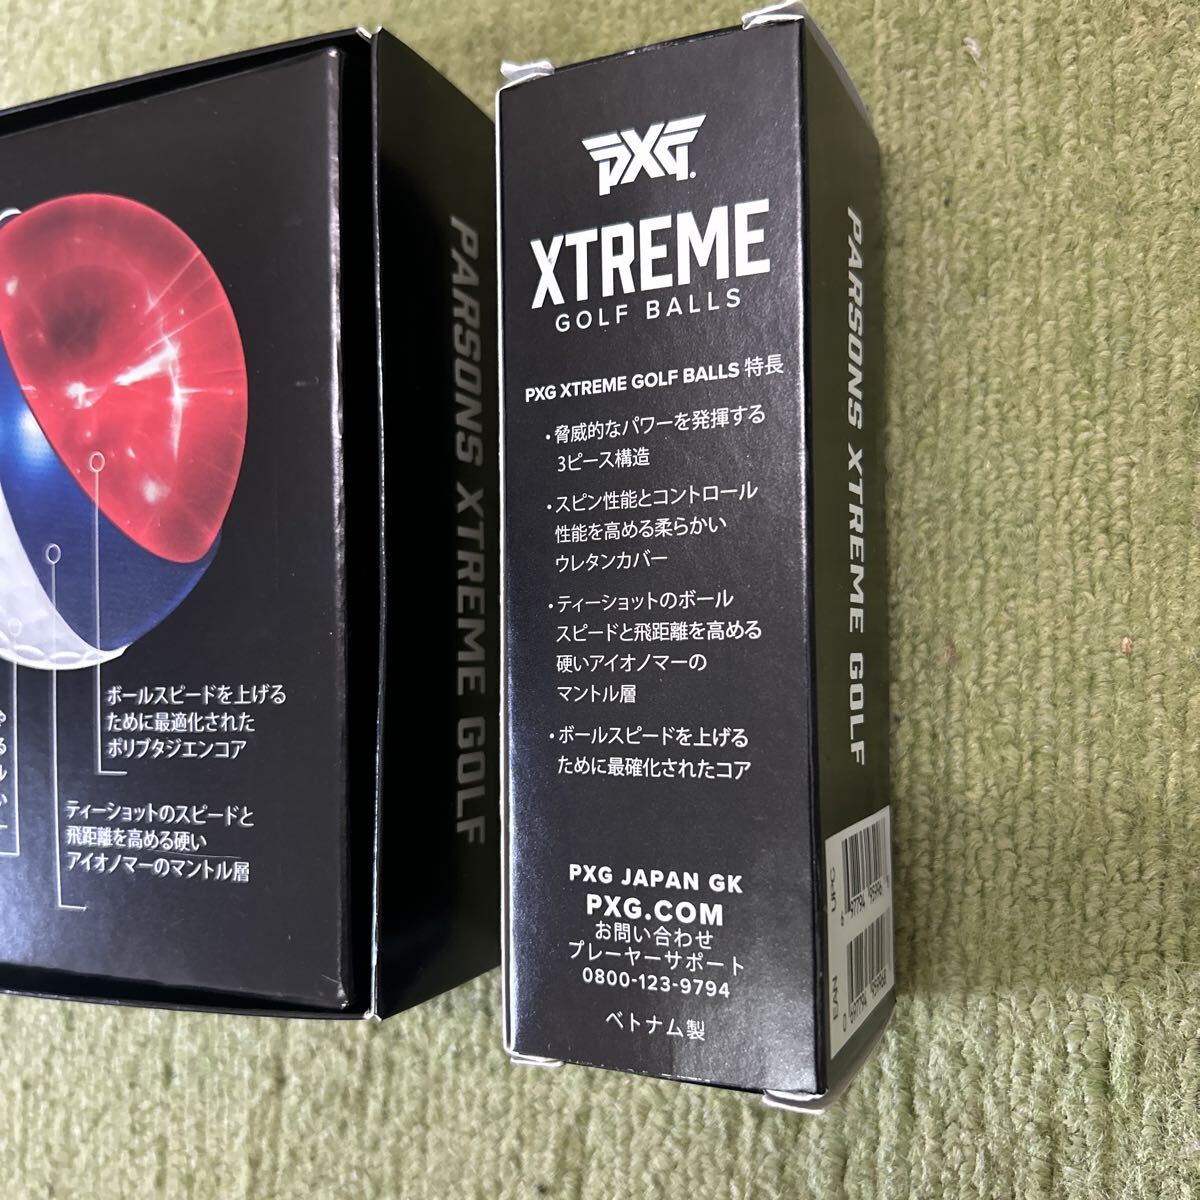 ボールスピードを上げる
ために最適化された
ポリブタジエンコア
ティーショットのスピードと
飛距離を高める硬い
アイオノマーのマントル層
PARSONS XTREME GOLF
PXG
XTREME
GOLF BALLS
PXG XTREME GOLF BALLS 特長
・脅威的なパワーを発揮する
3ピース構造
・スピン性能とコントロール
性能を高める柔らかい
ウレタンカバー
・ティーショットのボール
スピードと飛距離を高める
硬いアイオノマーの
マントル層
・ボールスピードを上げる
ために最確化されたコア
PXG JAPAN GK
PXG.COM
お問い合わせ
プレーヤーサポート
0800-123-9794
ベトナム製
PARSONS XTREME GOLF
UPC
EAN